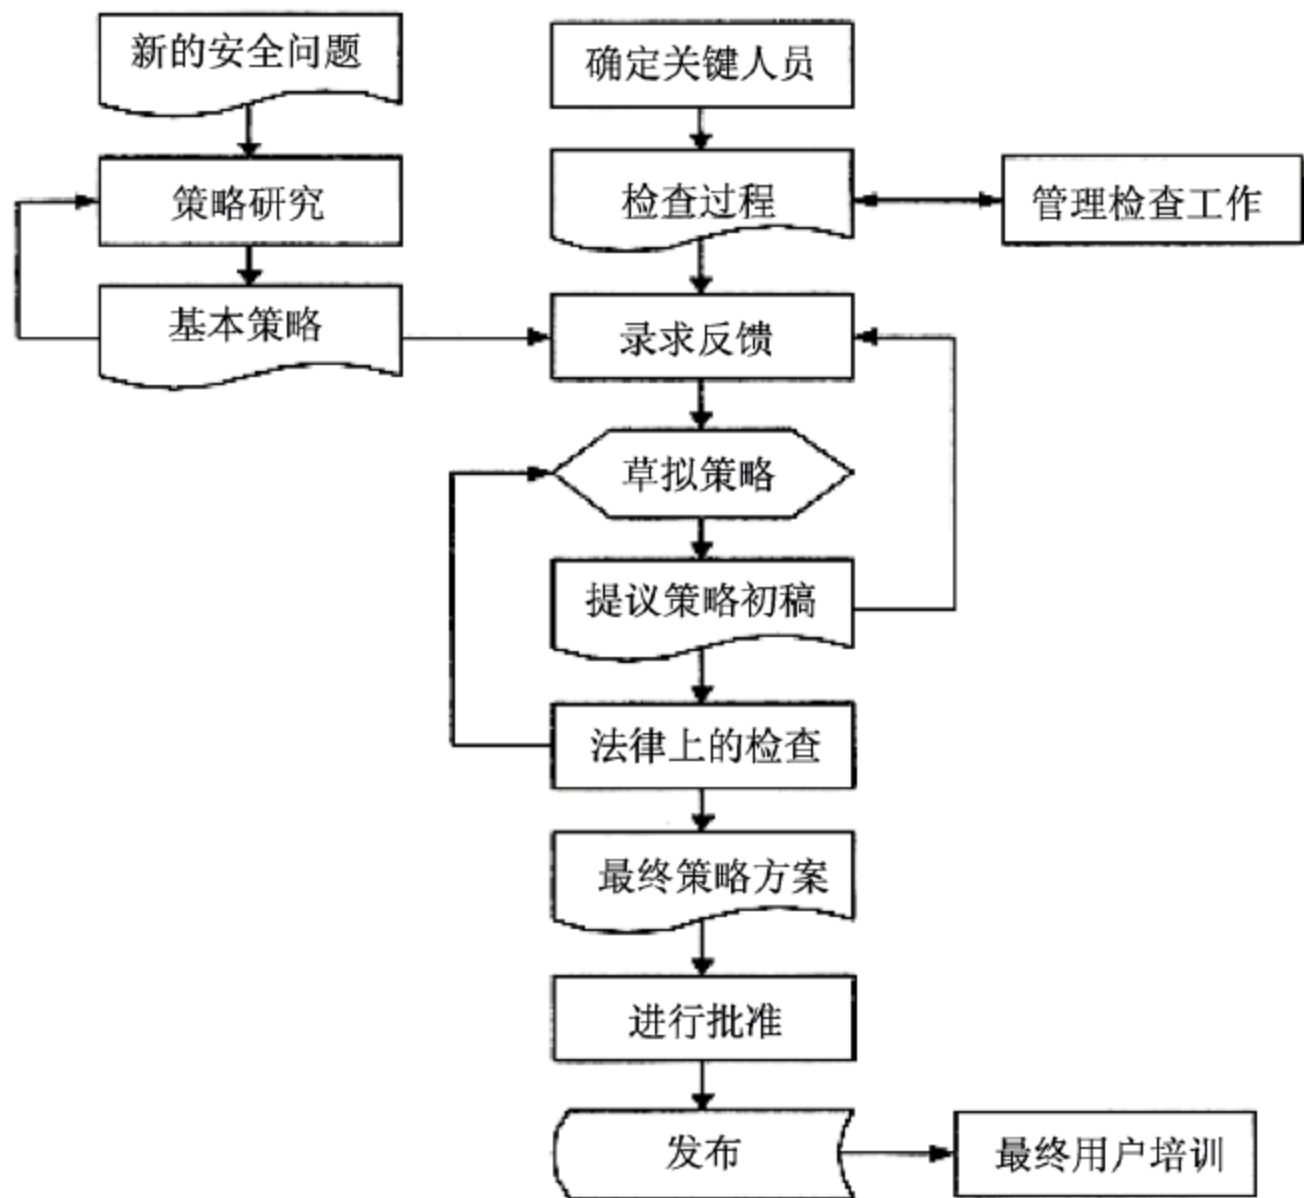 新的安全问题
确定关键人员
策略研究
检查过程
管理检查工作
基本策略
录求反馈
草拟策略
提议策略初稿
法律上的检查
最终策略方案
进行批准
发布
最终用户培训